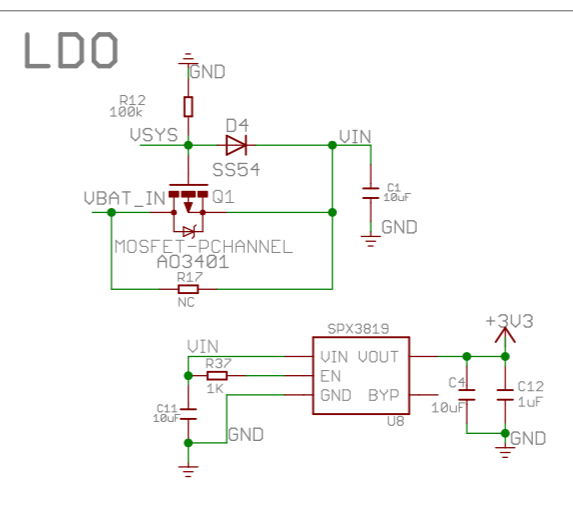 LDO
GND
R12
100k
VSYS
D4
VIN
SS54
C1
10uF
VBAT_IN
Q1
GND
MOSFET-PCHANNEL
AO3401
R17
NC
SPX3819
+3V3
VIN
VIN VOUT
R37
EN
1K
C4
C12
GND BYP
1uF
C11
10uF
10uF
U8
GND
GND